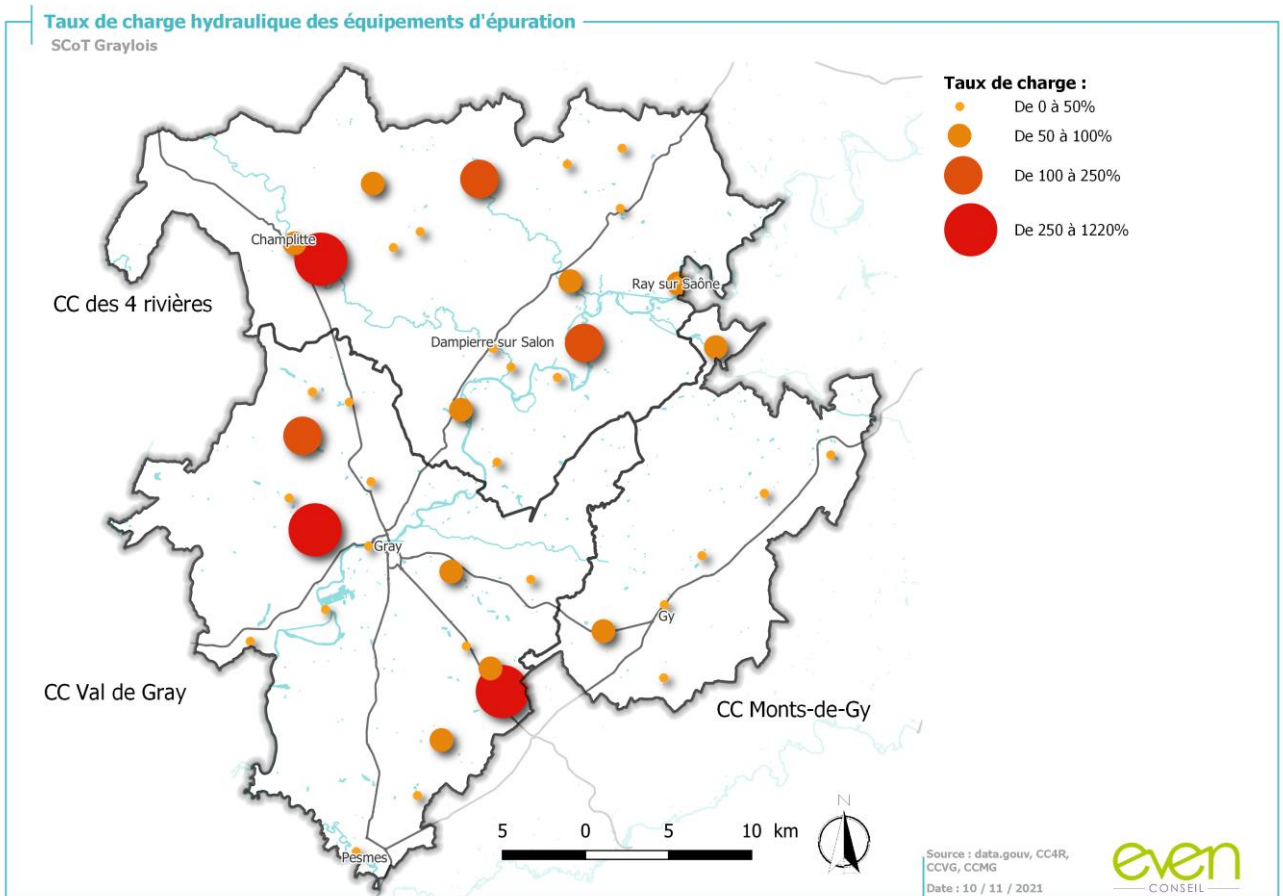 Taux de charge hydraulique des équipements d'épuration
SCoT Graylois
Taux de charge :
De 0 à 50%
De 50 à 100%
De 100 à 250%
De 250 à 1220%
Champlitte
CC des 4 rivières
Ray sur Saône
Dampierre sur Salon
Gray
Gy
CC Val de Gray
CC Monts-de-Gy
Pesmes
5 0 5 10 km
N
Source : data.gouv, CC4R,
CCVG, CCMG
Date : 10 / 11 / 2021
even
CONSEIL